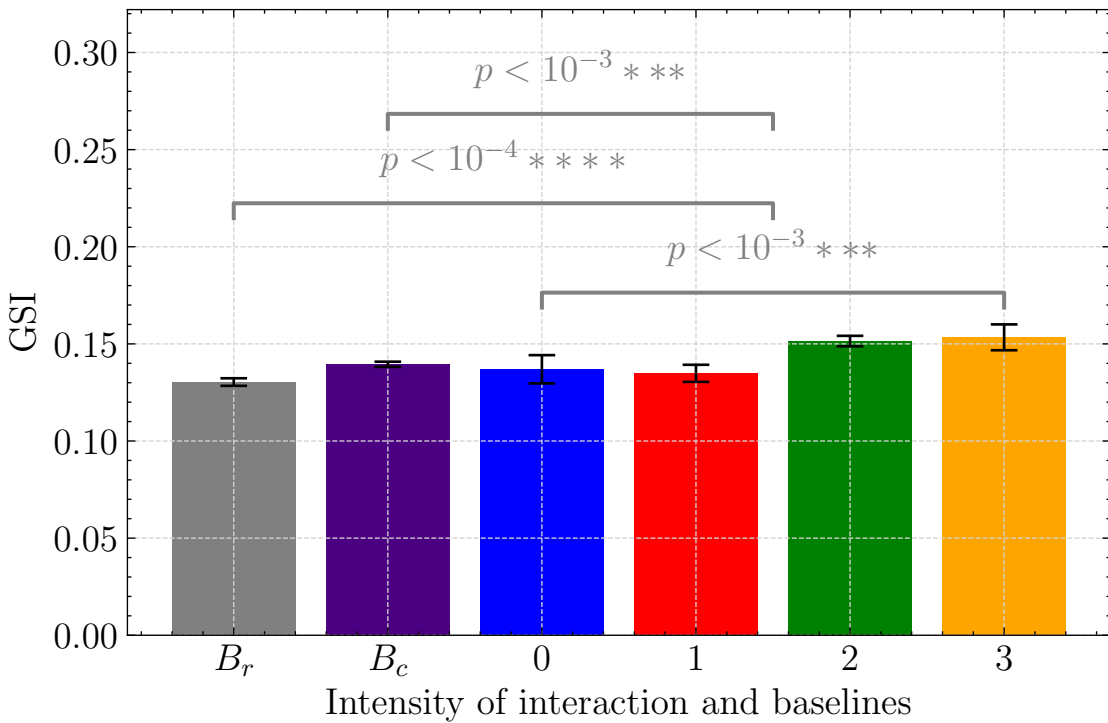 0.30
p < 10⁻³ ∗ ∗∗
0.25
p < 10⁻⁴ ∗ ∗ ∗ ∗
0.20
p < 10⁻³ ∗ ∗∗
0.15
GSI
0.10
0.05
0.00
B_r B_c 0 1 2 3
Intensity of interaction and baselines